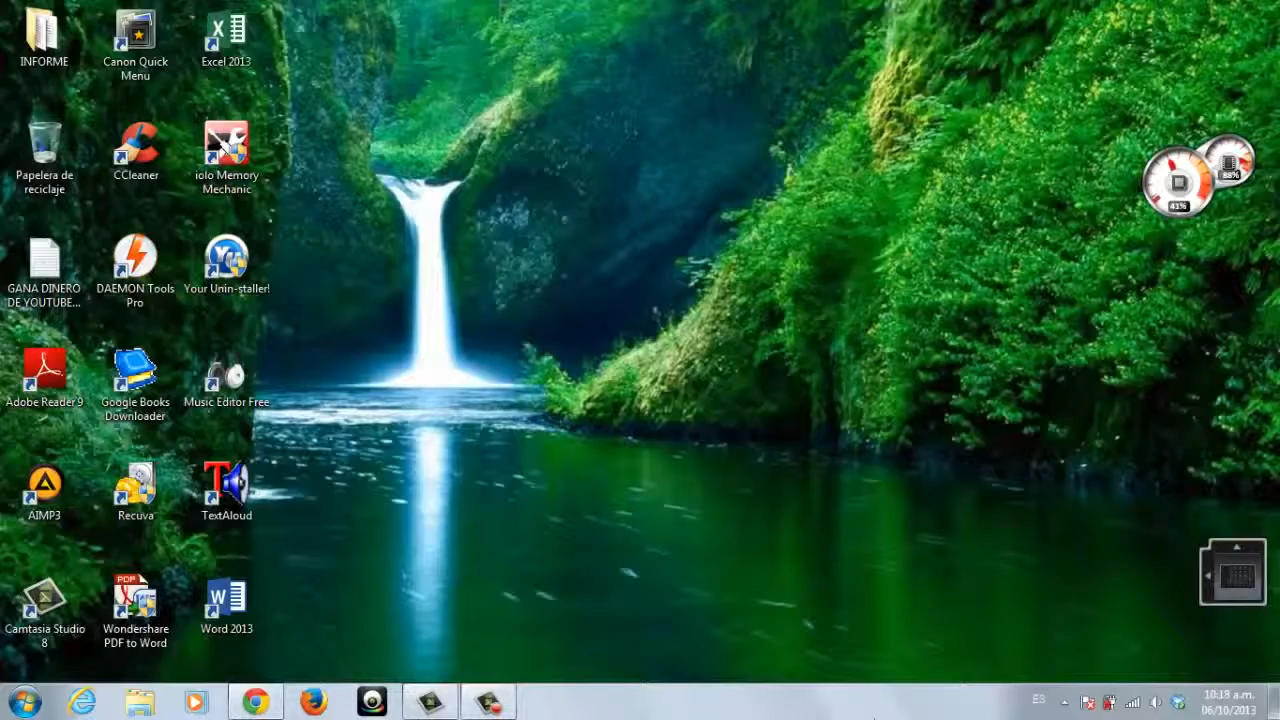 INFORME
Canon Quick
Menu
Excel 2013
Papelera de
reciclaje
CCleaner
iolo Memory
Mechanic
GANA DINERO
DE YOUTUBE...
DAEMON Tools
Pro
Your Unin-staller!
Adobe Reader 9
Google Books
Downloader
Music Editor Free
AIMP3
Recuva
TextAloud
Camtasia Studio
8
PDF
Wondershare
PDF to Word
Word 2013
41%
88%
ES
10:18 a.m.
06/10/2013